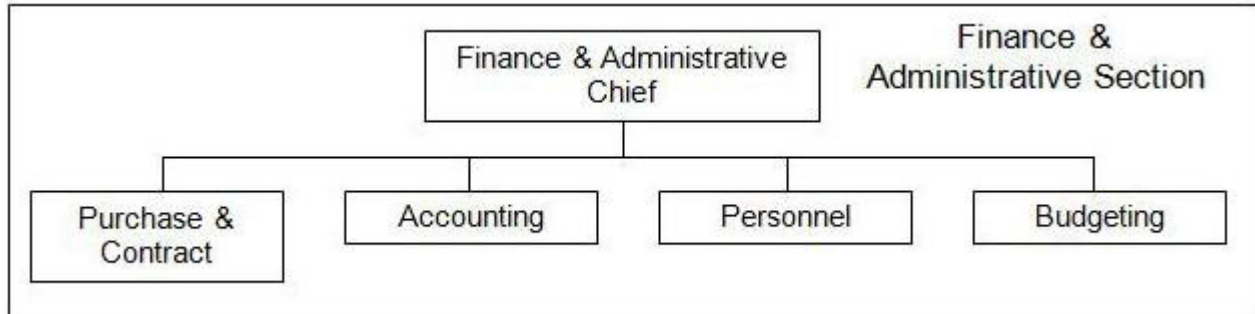 Finance &
Administrative Section
Finance & Administrative
Chief
Purchase &
Contract
Accounting
Personnel
Budgeting